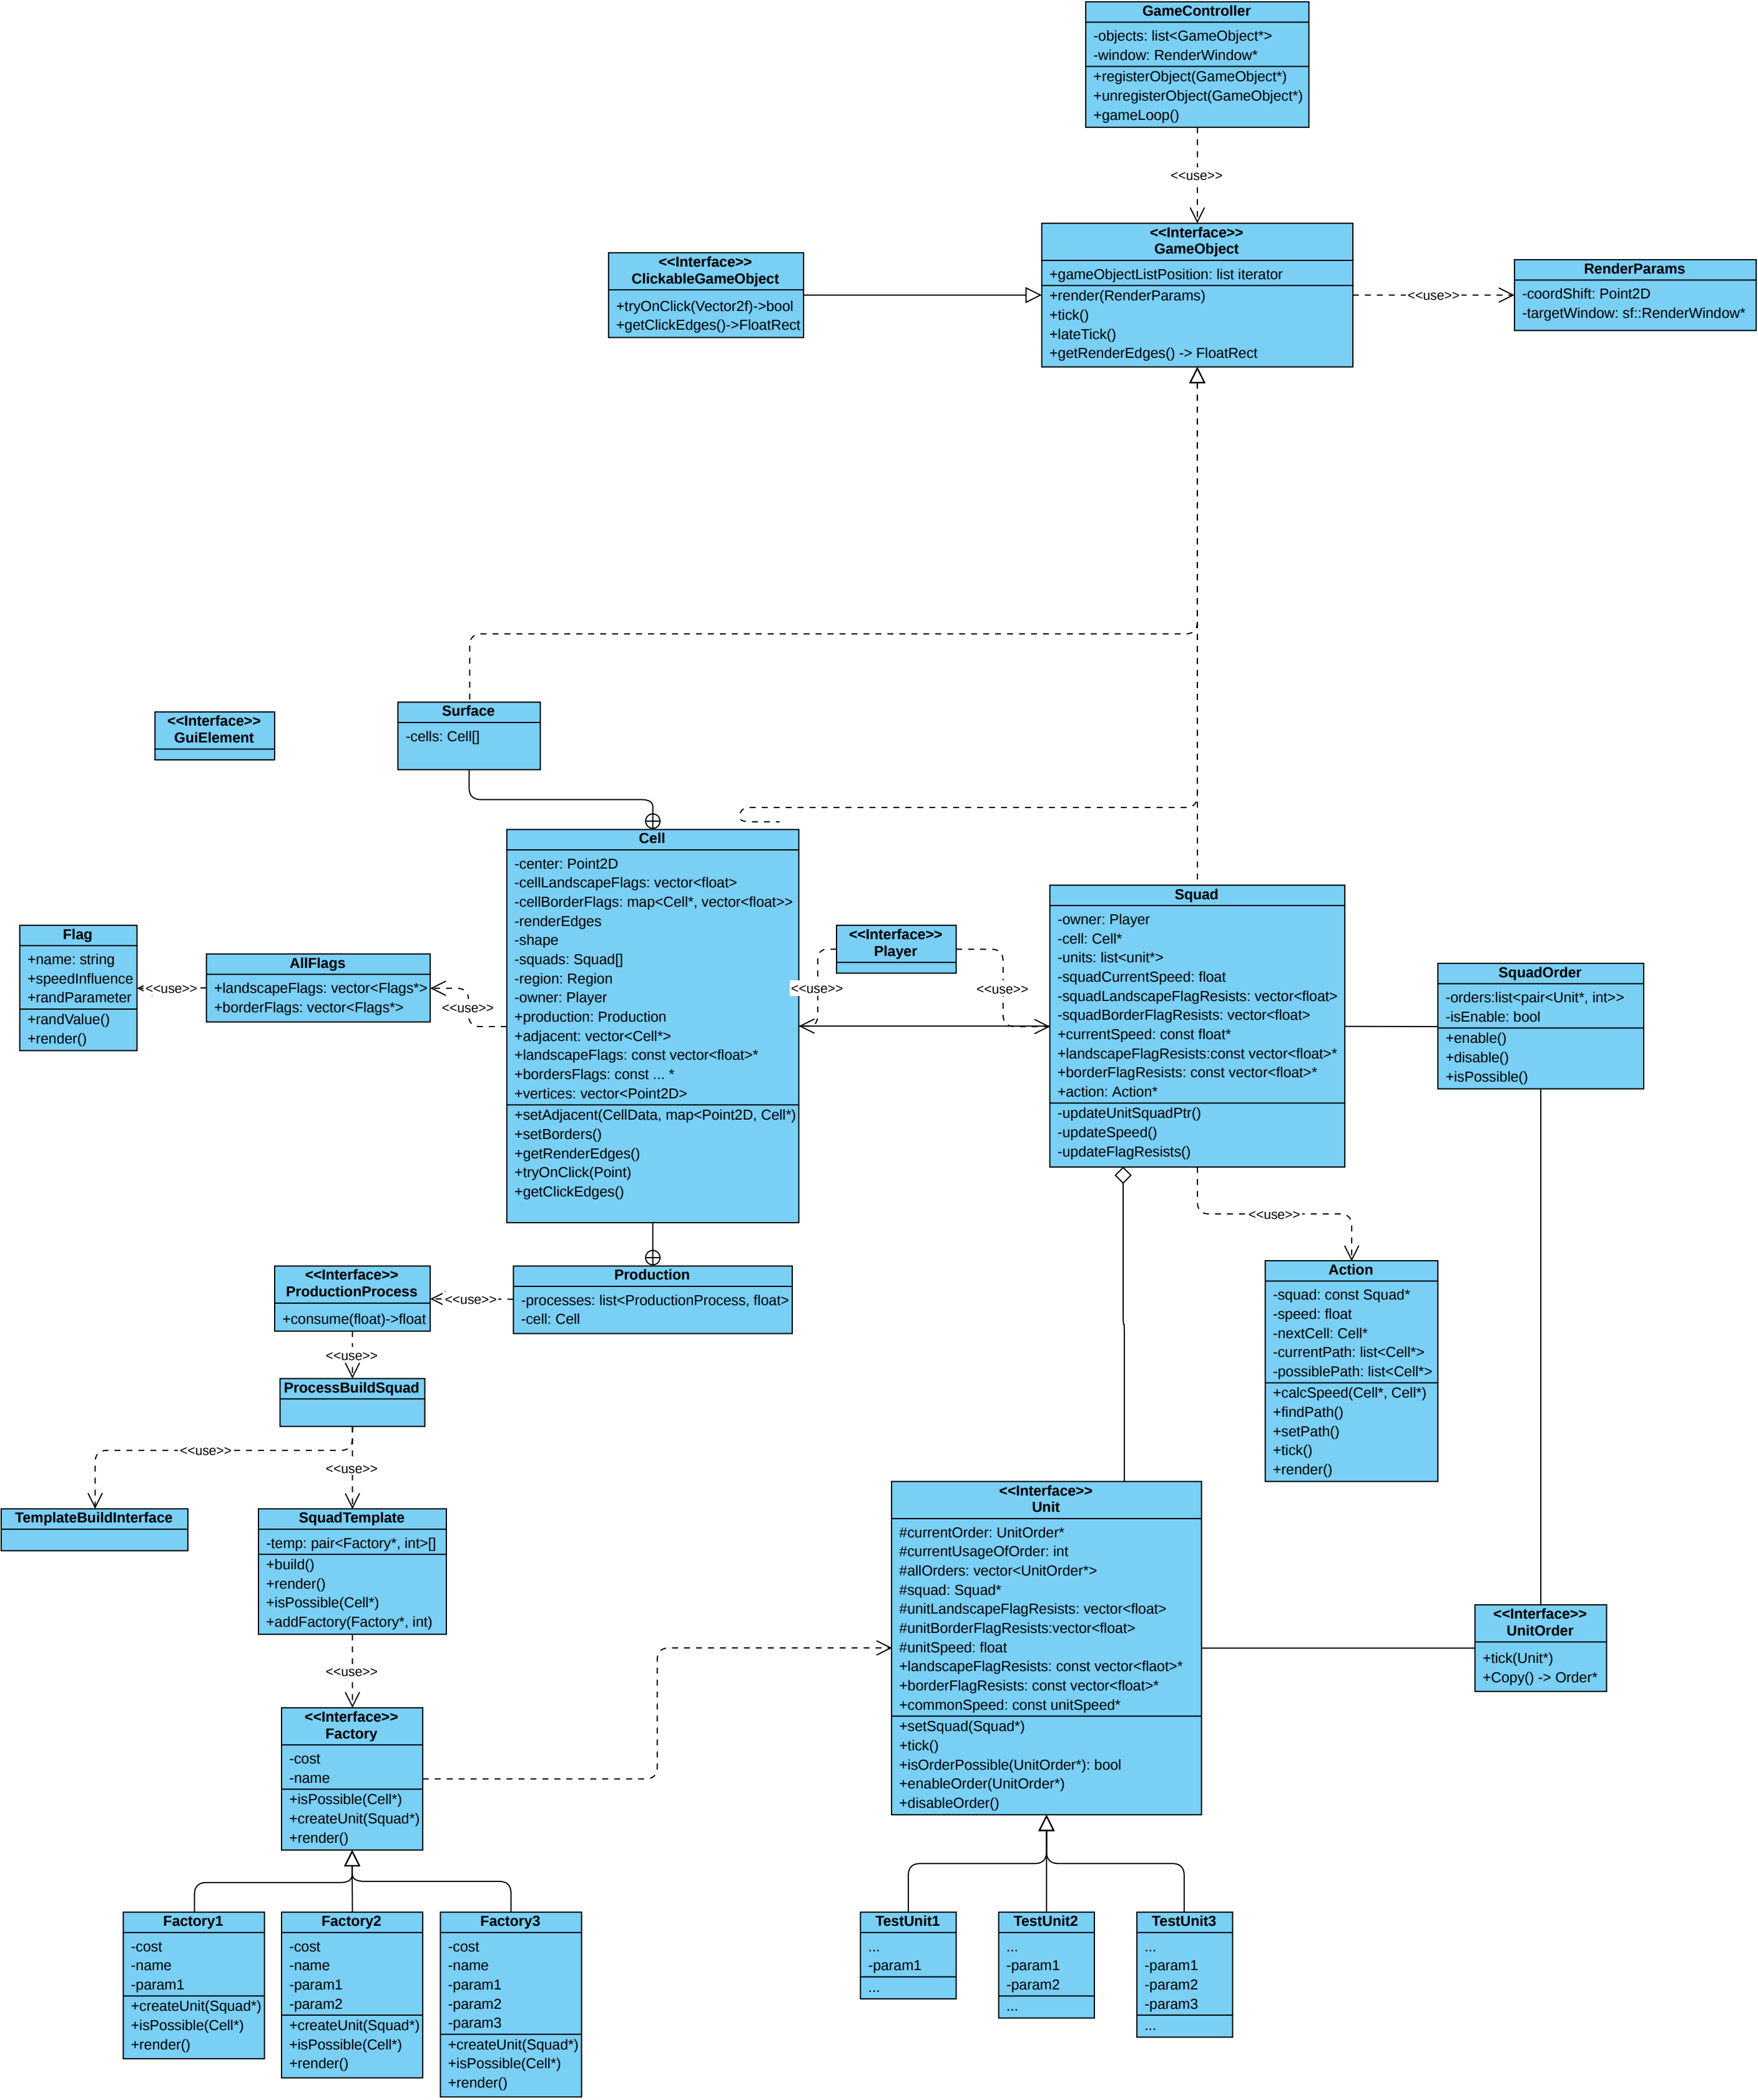 GameController
-objects: list<GameObject*>
-window: RenderWindow*
+registerObject(GameObject*)
+unregisterObject(GameObject*)
+gameLoop()
<<use>>
<<Interface>>
GameObject
+gameObjectListPosition: list iterator
+render(RenderParams)
+tick()
+lateTick()
+getRenderEdges() -> FloatRect
<<Interface>>
ClickableGameObject
+tryOnClick(Vector2f)->bool
+getClickEdges()->FloatRect
<<use>>
RenderParams
-coordShift: Point2D
-targetWindow: sf::RenderWindow*
Surface
-cells: Cell[]
<<Interface>>
GuiElement
Cell
-center: Point2D
-cellLandscapeFlags: vector<float>
-cellBorderFlags: map<Cell*, vector<float>>
-renderEdges
-shape
-squads: Squad[]
-region: Region
-owner: Player
+production: Production
+adjacent: vector<Cell*>
+landscapeFlags: const vector<float>*
+bordersFlags: const ... *
+vertices: vector<Point2D>
+setAdjacent(CellData, map<Point2D, Cell*)
+setBorders()
+getRenderEdges()
+tryOnClick(Point)
+getClickEdges()
Flag
+name: string
+speedInfluence
+randParameter
+randValue()
+render()
<<use>>
AllFlags
+landscapeFlags: vector<Flags*>
+borderFlags: vector<Flags*>
<<use>>
<<Interface>>
Player
<<use>>
<<use>>
Squad
-owner: Player
-cell: Cell*
-units: list<unit*>
-squadCurrentSpeed: float
-squadLandscapeFlagResists: vector<float>
-squadBorderFlagResists: vector<float>
+currentSpeed: const float*
+landscapeFlagResists:const vector<float>*
+borderFlagResists: const vector<float>*
+action: Action*
-updateUnitSquadPtr()
-updateSpeed()
-updateFlagResists()
SquadOrder
-orders:list<pair<Unit*, int>>
-isEnable: bool
+enable()
+disable()
+isPossible()
<<use>>
Action
-squad: const Squad*
-speed: float
-nextCell: Cell*
-currentPath: list<Cell*>
-possiblePath: list<Cell*>
+calcSpeed(Cell*, Cell*)
+findPath()
+setPath()
+tick()
+render()
<<Interface>>
ProductionProcess
+consume(float)->float
<<use>>
Production
-processes: list<ProductionProcess, float>
-cell: Cell
<<use>>
ProcessBuildSquad
<<use>>
<<use>>
TemplateBuildInterface
SquadTemplate
-temp: pair<Factory*, int>[]
+build()
+render()
+isPossible(Cell*)
+addFactory(Factory*, int)
<<use>>
<<Interface>>
Unit
#currentOrder: UnitOrder*
#currentUsageOfOrder: int
#allOrders: vector<UnitOrder*>
#squad: Squad*
#unitLandscapeFlagResists: vector<float>
#unitBorderFlagResists:vector<float>
#unitSpeed: float
+landscapeFlagResists: const vector<flaot>*
+borderFlagResists: const vector<float>*
+commonSpeed: const unitSpeed*
+setSquad(Squad*)
+tick()
+isOrderPossible(UnitOrder*): bool
+enableOrder(UnitOrder*)
+disableOrder()
<<Interface>>
UnitOrder
+tick(Unit*)
+Copy() -> Order*
<<Interface>>
Factory
-cost
-name
+isPossible(Cell*)
+createUnit(Squad*)
+render()
Factory1
-cost
-name
-param1
+createUnit(Squad*)
+isPossible(Cell*)
+render()
Factory2
-cost
-name
-param1
-param2
+createUnit(Squad*)
+isPossible(Cell*)
+render()
Factory3
-cost
-name
-param1
-param2
-param3
+createUnit(Squad*)
+isPossible(Cell*)
+render()
TestUnit1
...
-param1
...
TestUnit2
...
-param1
-param2
...
TestUnit3
...
-param1
-param2
-param3
...